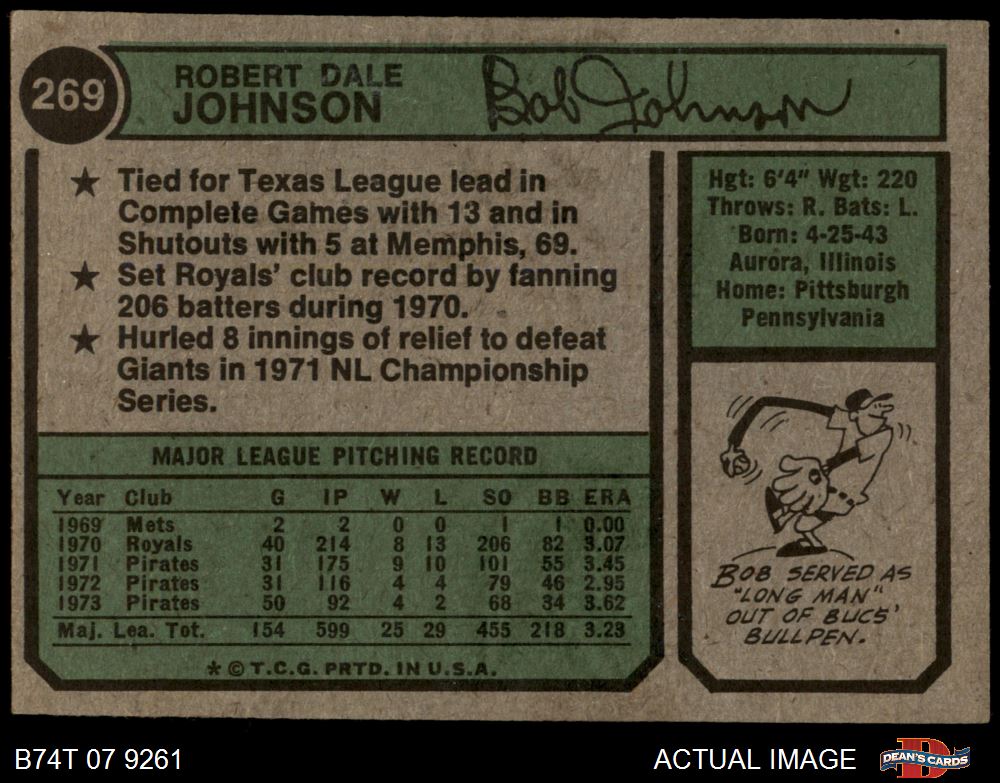 269
ROBERT DALE
JOHNSON
Bob Johnson
★ Tied for Texas League lead in
Complete Games with 13 and in
Shutouts with 5 at Memphis, 69.
★ Set Royals' club record by fanning
206 batters during 1970.
★ Hurled 8 innings of relief to defeat
Giants in 1971 NL Championship
Series.
Hgt: 6'4" Wgt: 220
Throws: R. Bats: L.
Born: 4-25-43
Aurora, Illinois
Home: Pittsburgh
Pennsylvania
MAJOR LEAGUE PITCHING RECORD
Year Club G IP W L SO BB ERA
1969 Mets 2 2 0 0 1 1 0.00
1970 Royals 40 214 8 13 206 82 3.07
1971 Pirates 31 175 9 10 101 55 3.45
1972 Pirates 31 116 4 4 79 46 2.95
1973 Pirates 50 92 4 2 68 34 3.62
Maj. Lea. Tot. 154 599 25 29 455 218 3.23
* © T.C.G. PRTD. IN U.S.A.
BOB SERVED AS
"LONG MAN"
OUT OF BUCS'
BULLPEN.
B74T 07 9261
ACTUAL IMAGE
DEAN'S CARDS